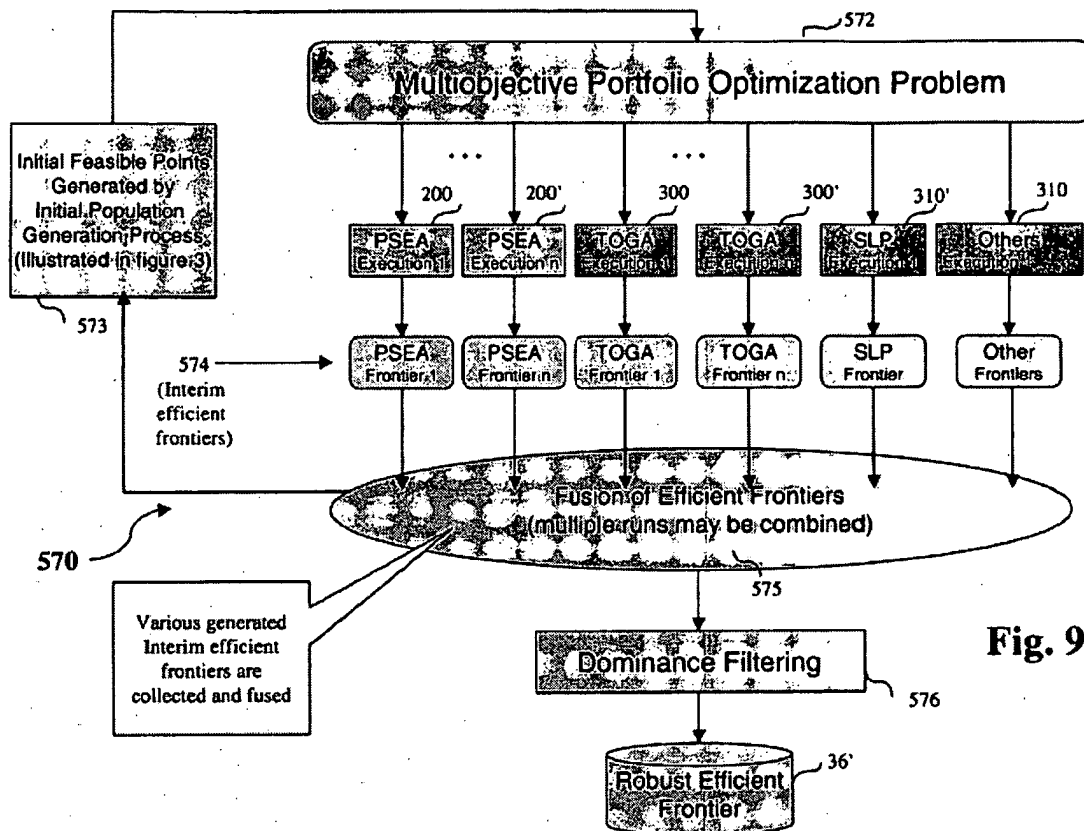 572
Multiobjective Portfolio Optimization Problem
Initial Feasible Points
Generated by
Initial Population
Generation Process
(Illustrated in figure 3)
573
...
...
200
200'
300
300'
310'
310
PSEA
Execution 1
PSEA
Execution n
TOGA
Execution 1
TOGA
Execution n
SLP
Execution 1
Others
574
(Interim
efficient
frontiers)
PSEA
Frontier 1
PSEA
Frontier n
TOGA
Frontier 1
TOGA
Frontier n
SLP
Frontier
Other
Frontiers
Fusion of Efficient Frontiers
(multiple runs may be combined)
570
575
Various generated
Interim efficient
frontiers are
collected and fused
Dominance Filtering
576
Fig. 9
Robust Efficient
Frontier
36'